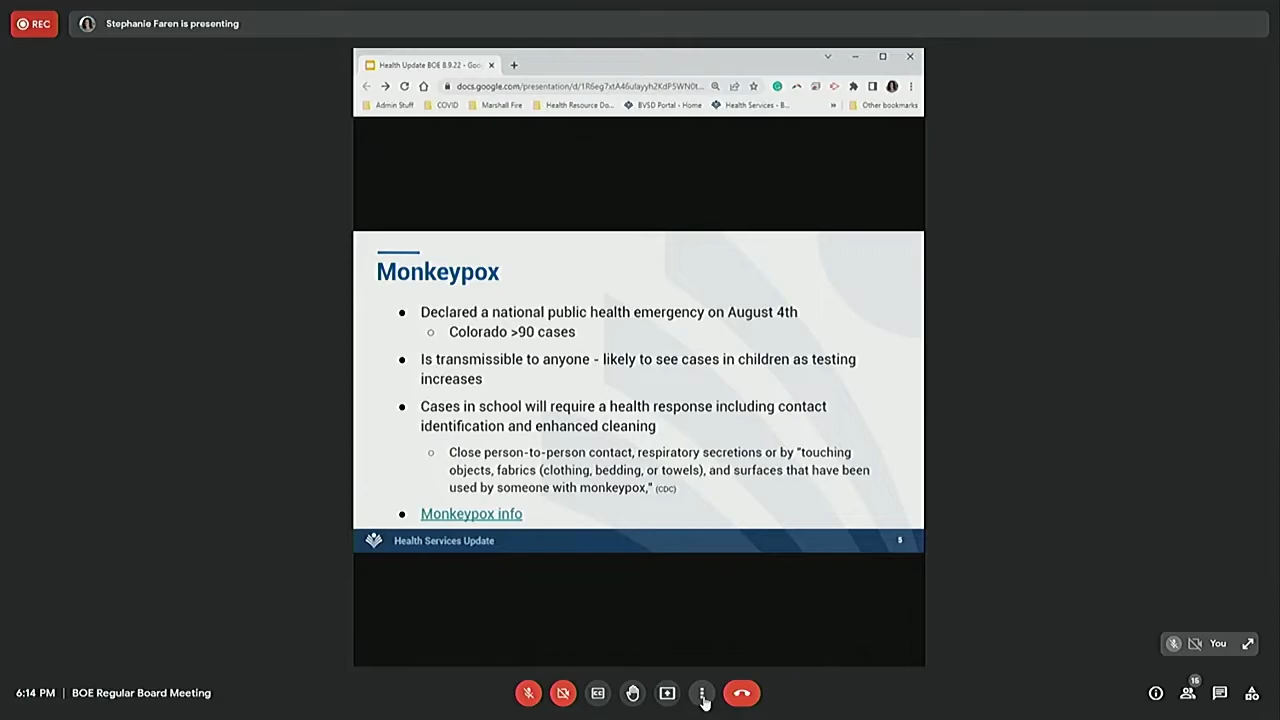 REC
Stephanie Faren is presenting
Health Update BOE 8.9.22 - Goo
Admin Stuff
COVID
Marshall Fire
Health Resource Do...
BVSD Portal - Home
Health Services - B...
»
Other bookmarks
Monkeypox
• Declared a national public health emergency on August 4th
○ Colorado >90 cases
• Is transmissible to anyone - likely to see cases in children as testing
increases
• Cases in school will require a health response including contact
identification and enhanced cleaning
○ Close person-to-person contact, respiratory secretions or by "touching
objects, fabrics (clothing, bedding, or towels), and surfaces that have been
used by someone with monkeypox," (CDC)
• Monkeypox info
Health Services Update
5
You
6:14 PM | BOE Regular Board Meeting
15